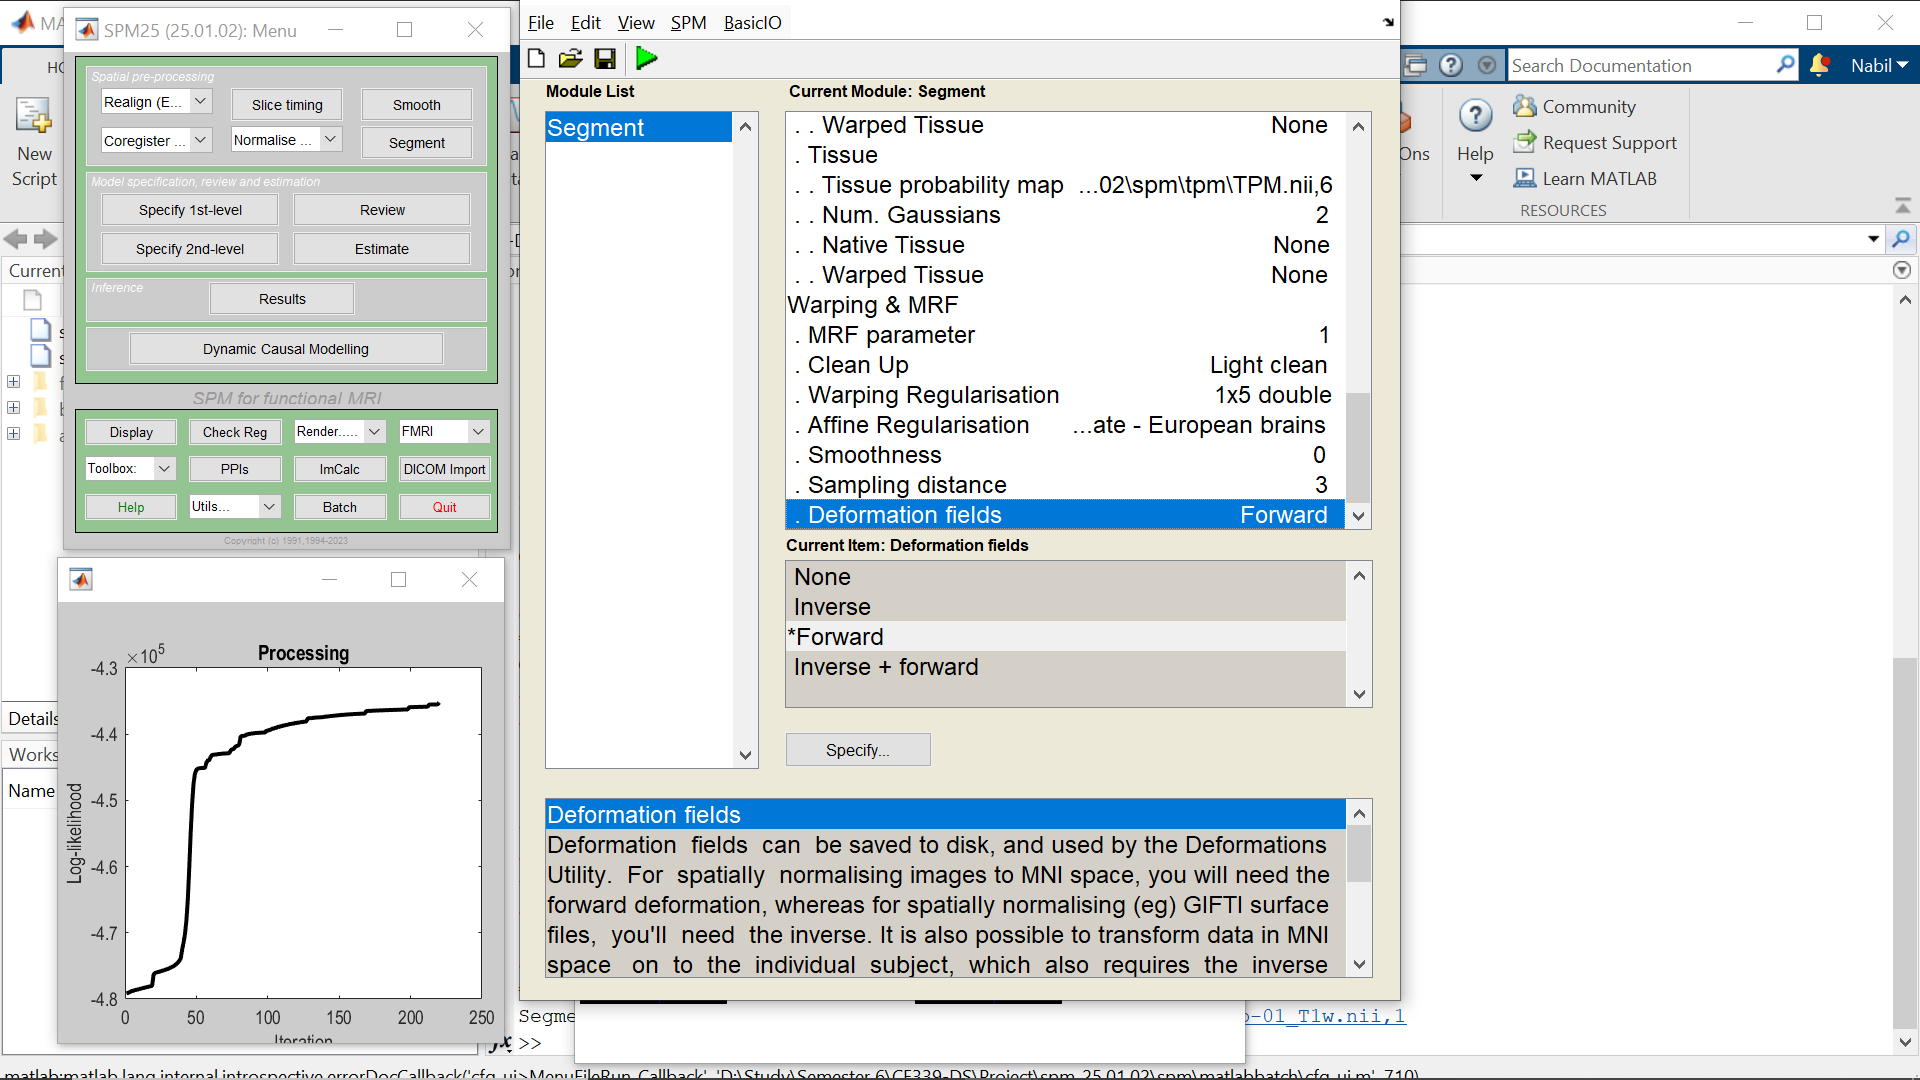 SPM25 (25.01.02): Menu
Spatial pre-processing
Realign (E...
Slice timing
Smooth
Coregister ...
Normalise ...
Segment
Model specification, review and estimation
Specify 1st-level
Review
Specify 2nd-level
Estimate
Inference
Results
Dynamic Causal Modelling
SPM for functional MRI
Display
Check Reg
Render.....
FMRI
Toolbox:
PPIs
ImCalc
DICOM Import
Help
Utils...
Batch
Quit
Copyright (c) 1991,1994-2023
New
Script
Current
Details
Works
Name
Processing
×10⁵
-4.3
-4.4
-4.5
-4.6
-4.7
-4.8
Log-likelihood
0 50 100 150 200 250
Iteration
File Edit View SPM BasicIO
Module List
Segment
Current Module: Segment
. . Warped Tissue None
. Tissue
. . Tissue probability map ...02\spm\tpm\TPM.nii,6
. . Num. Gaussians 2
. . Native Tissue None
. . Warped Tissue None
Warping & MRF
. MRF parameter 1
. Clean Up Light clean
. Warping Regularisation 1x5 double
. Affine Regularisation ...ate - European brains
. Smoothness 0
. Sampling distance 3
. Deformation fields Forward
Current Item: Deformation fields
None
Inverse
*Forward
Inverse + forward
Specify...
Deformation fields
Deformation fields can be saved to disk, and used by the Deformations
Utility. For spatially normalising images to MNI space, you will need the
forward deformation, whereas for spatially normalising (eg) GIFTI surface
files, you'll need the inverse. It is also possible to transform data in MNI
space on to the individual subject, which also requires the inverse
Search Documentation
Nabil
Ons
Help
Community
Request Support
Learn MATLAB
RESOURCES
Segme
-01_T1w.nii,1
fx >>
matlab:matlab.lang.internal.introspective.errorDocCallback('cfg_ui>MenuFileRun_Callback', 'D:\Study\Semester 6\CE339-DS\Project\spm_25.01.02\spm\matlabbatch\cfg_ui.m', 710)